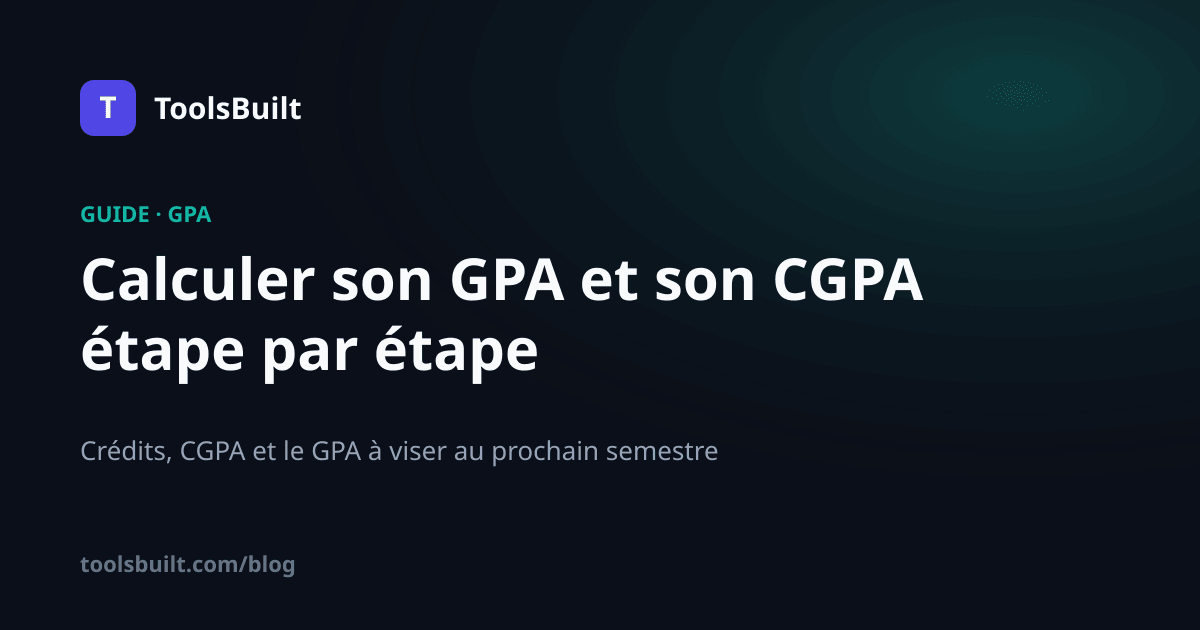 T
ToolsBuilt
GUIDE · GPA
Calculer son GPA et son CGPA
étape par étape
Crédits, CGPA et le GPA à viser au prochain semestre
toolsbuilt.com/blog